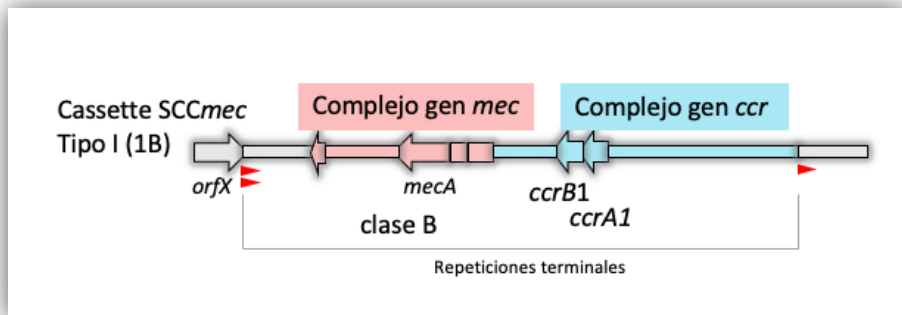 Cassette SCCmec
Tipo I (1B)
Complejo gen mec
Complejo gen ccr
orfX
mecA
ccrB1
ccrA1
clase B
Repeticiones terminales